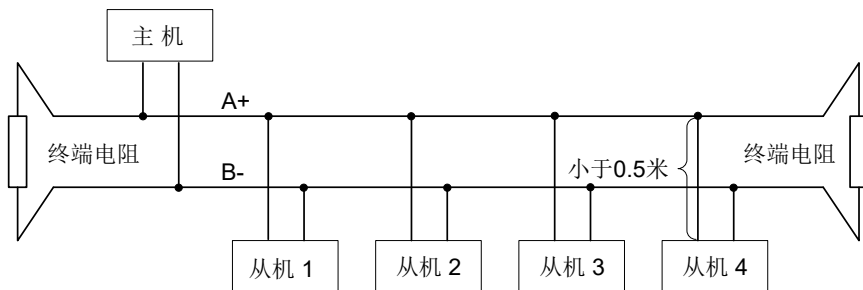 主 机
A+
终端电阻
小于0.5米
终端电阻
B-
从机 1
从机 2
从机 3
从机 4